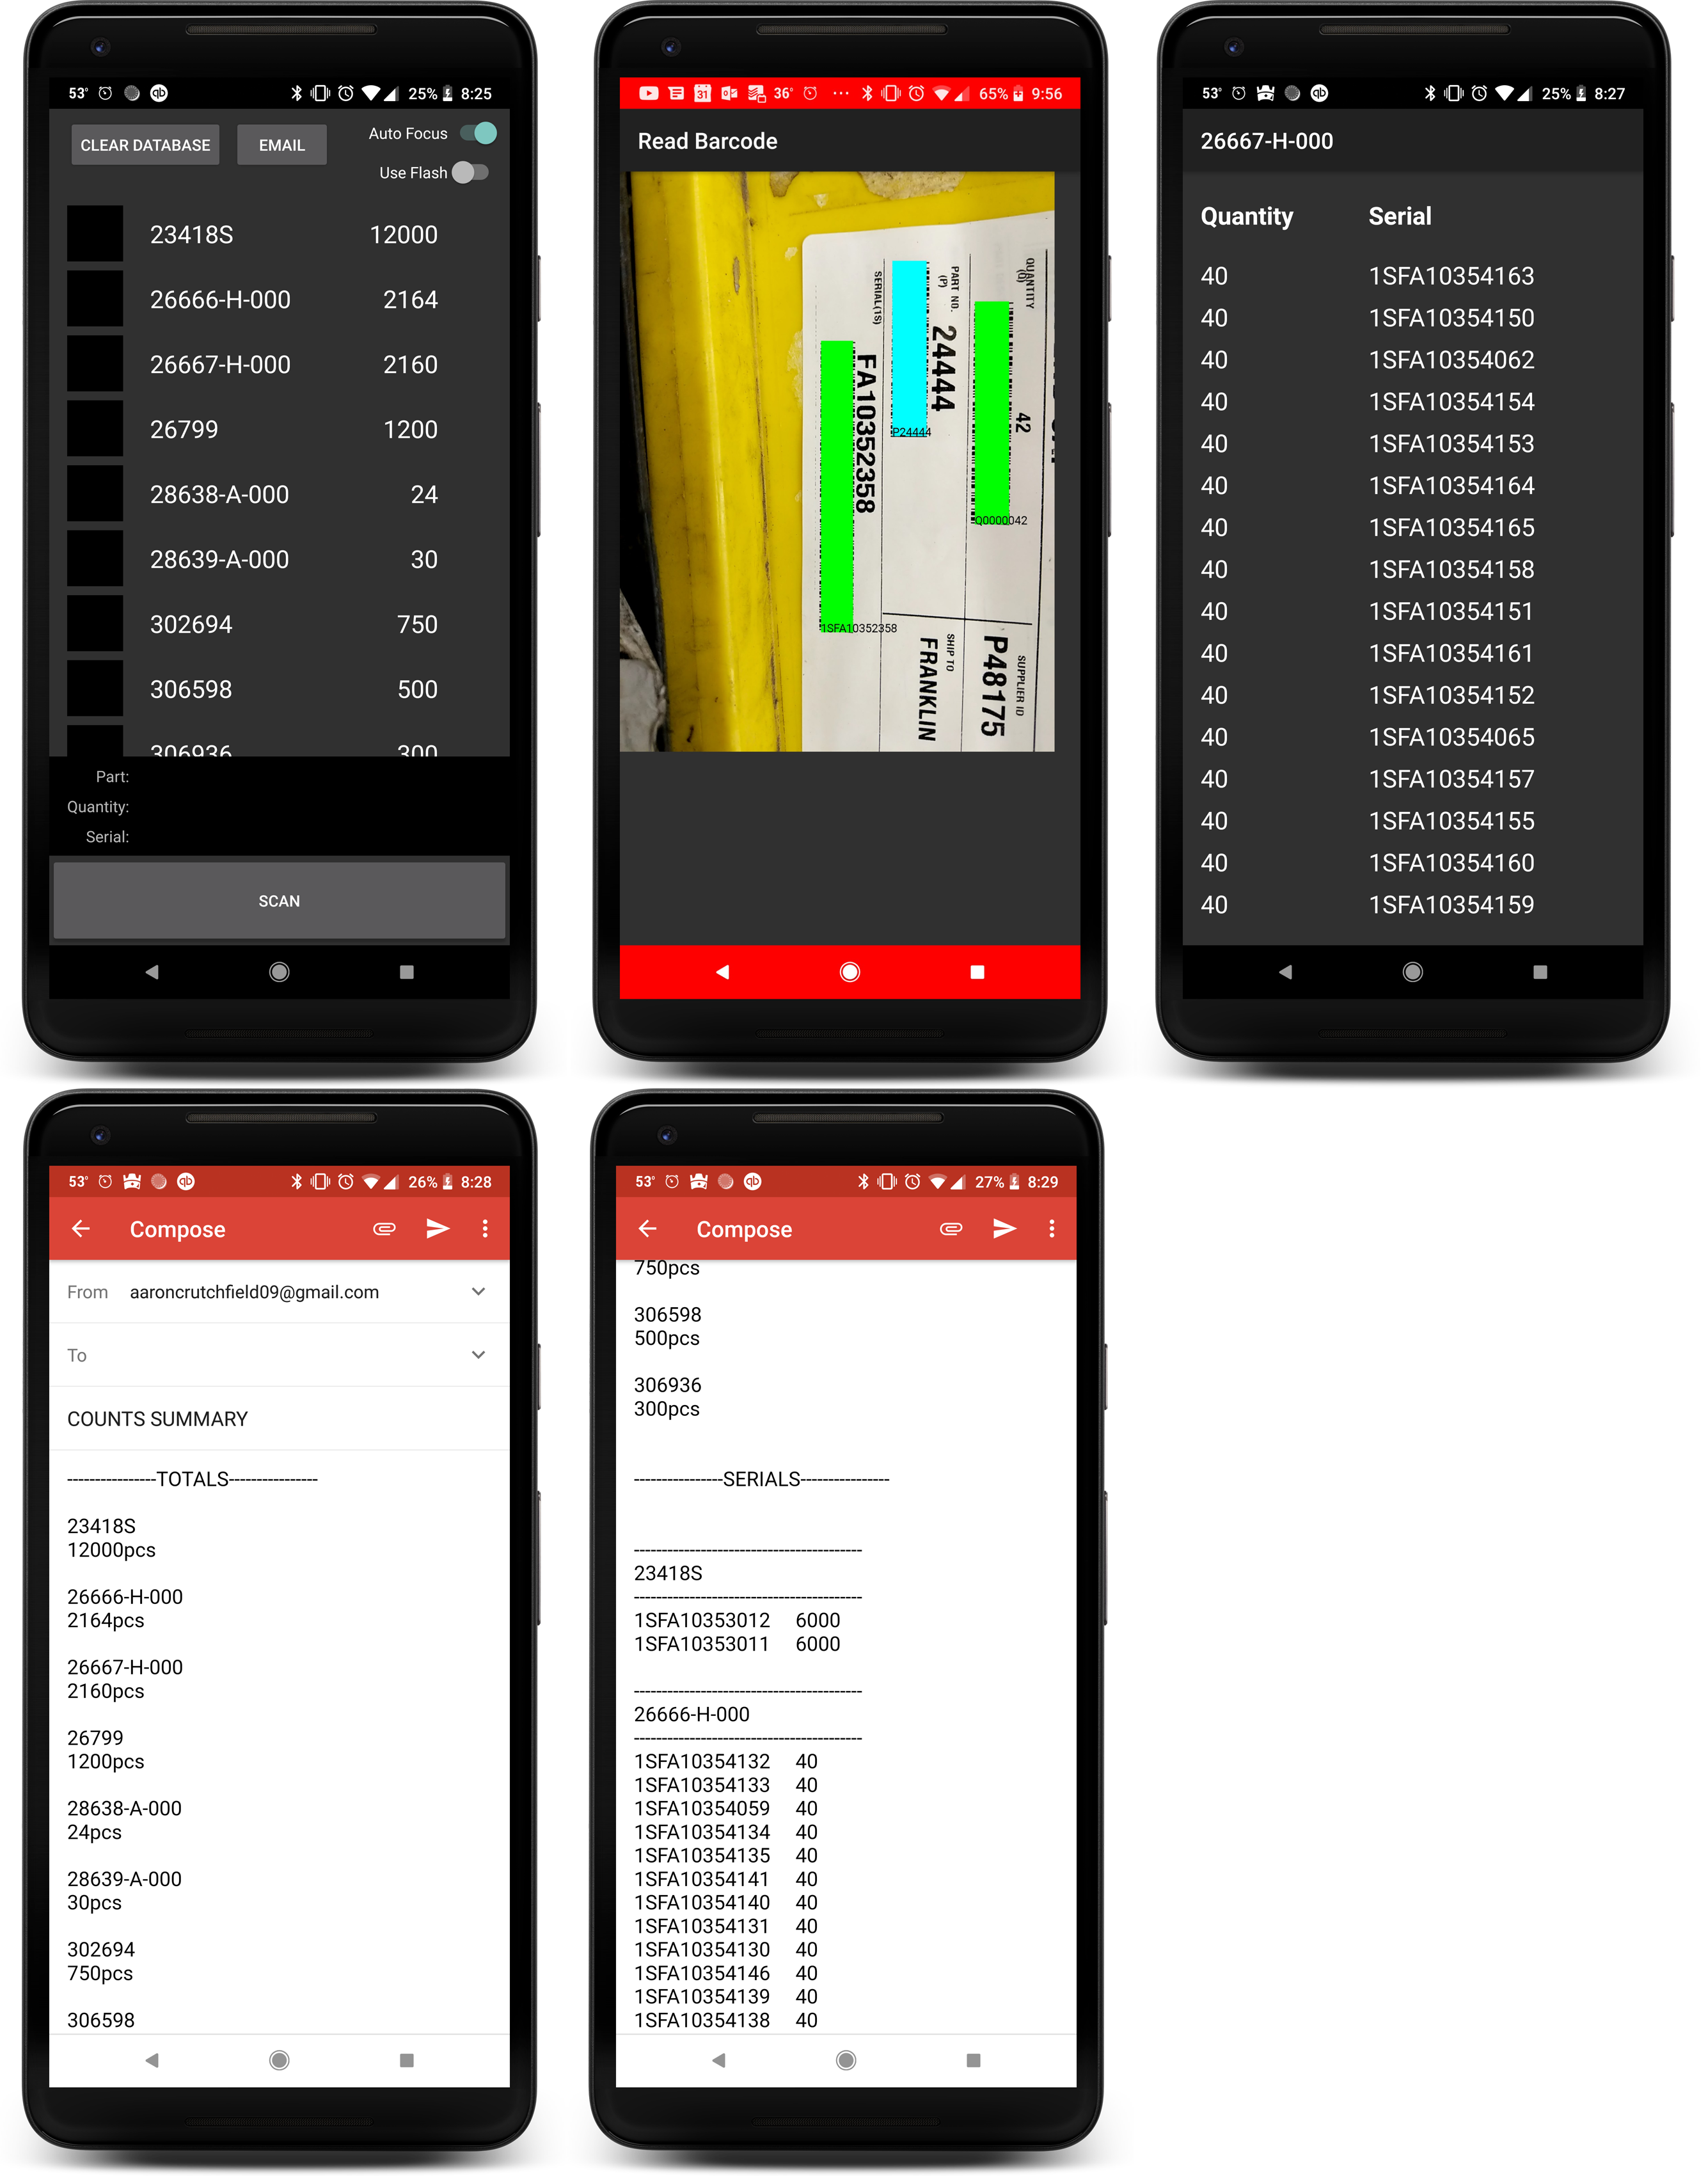 53° 25% 8:25
CLEAR DATABASE EMAIL Auto Focus
Use Flash
23418S 12000
26666-H-000 2164
26667-H-000 2160
26799 1200
28638-A-000 24
28639-A-000 30
302694 750
306598 500
306936 300
Part:
Quantity:
Serial:
SCAN
31 36° ... 65% 9:56
Read Barcode
QUANTITY
(Q)
42
Q0000042
PART NO.
(P)
24444
P24444
SERIAL(1S)
FA10352358
1SFA10352358
SUPPLIER ID
P48175
SHIP TO
FRANKLIN
53° 25% 8:27
26667-H-000
Quantity Serial
40 1SFA10354163
40 1SFA10354150
40 1SFA10354062
40 1SFA10354154
40 1SFA10354153
40 1SFA10354164
40 1SFA10354165
40 1SFA10354158
40 1SFA10354151
40 1SFA10354161
40 1SFA10354152
40 1SFA10354065
40 1SFA10354157
40 1SFA10354155
40 1SFA10354160
40 1SFA10354159
53° 26% 8:28
Compose
From aaroncrutchfield09@gmail.com
To
COUNTS SUMMARY
----------------TOTALS----------------
23418S
12000pcs
26666-H-000
2164pcs
26667-H-000
2160pcs
26799
1200pcs
28638-A-000
24pcs
28639-A-000
30pcs
302694
750pcs
306598
53° 27% 8:29
Compose
750pcs
306598
500pcs
306936
300pcs
----------------SERIALS----------------
-----------------------------------------
23418S
-----------------------------------------
1SFA10353012 6000
1SFA10353011 6000
-----------------------------------------
26666-H-000
-----------------------------------------
1SFA10354132 40
1SFA10354133 40
1SFA10354059 40
1SFA10354134 40
1SFA10354135 40
1SFA10354141 40
1SFA10354140 40
1SFA10354131 40
1SFA10354130 40
1SFA10354146 40
1SFA10354139 40
1SFA10354138 40